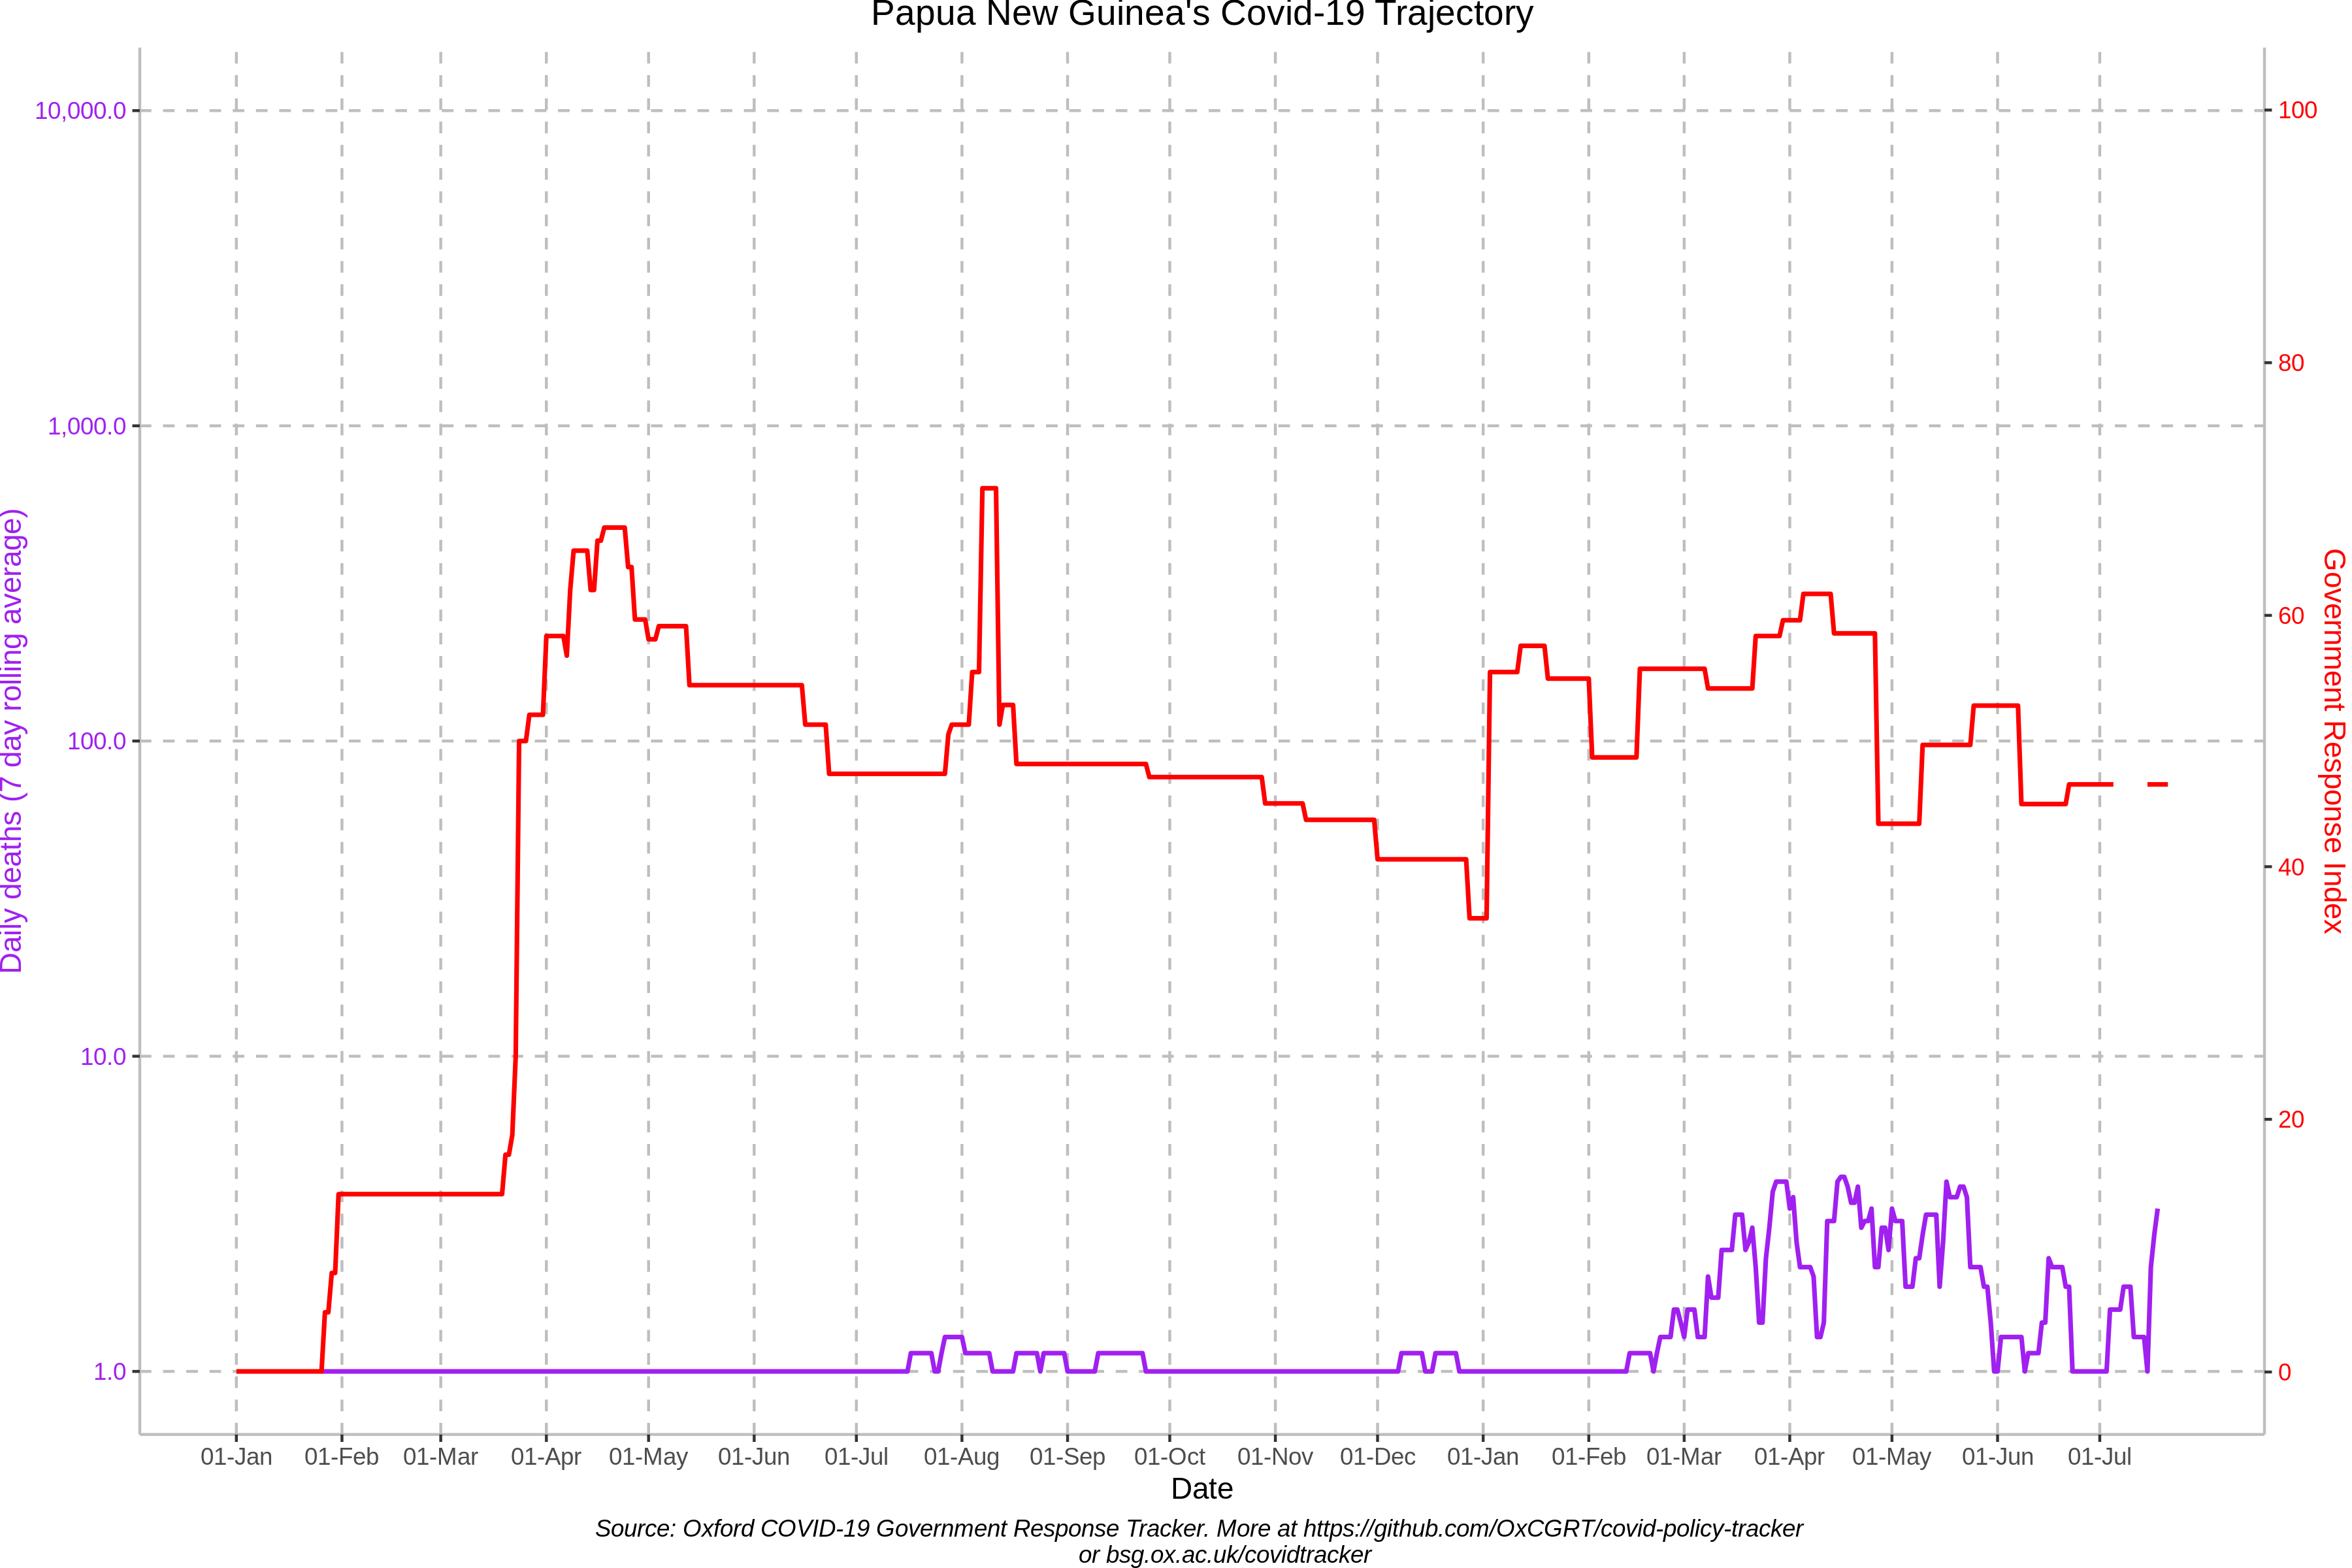 Papua New Guinea's Covid-19 Trajectory
10,000.0
1,000.0
100.0
10.0
1.0
Daily deaths (7 day rolling average)
100
80
60
40
20
0
Government Response Index
01-Jan 01-Feb 01-Mar 01-Apr 01-May 01-Jun 01-Jul 01-Aug 01-Sep 01-Oct 01-Nov 01-Dec 01-Jan 01-Feb 01-Mar 01-Apr 01-May 01-Jun 01-Jul
Date
Source: Oxford COVID-19 Government Response Tracker. More at https://github.com/OxCGRT/covid-policy-tracker
or bsg.ox.ac.uk/covidtracker